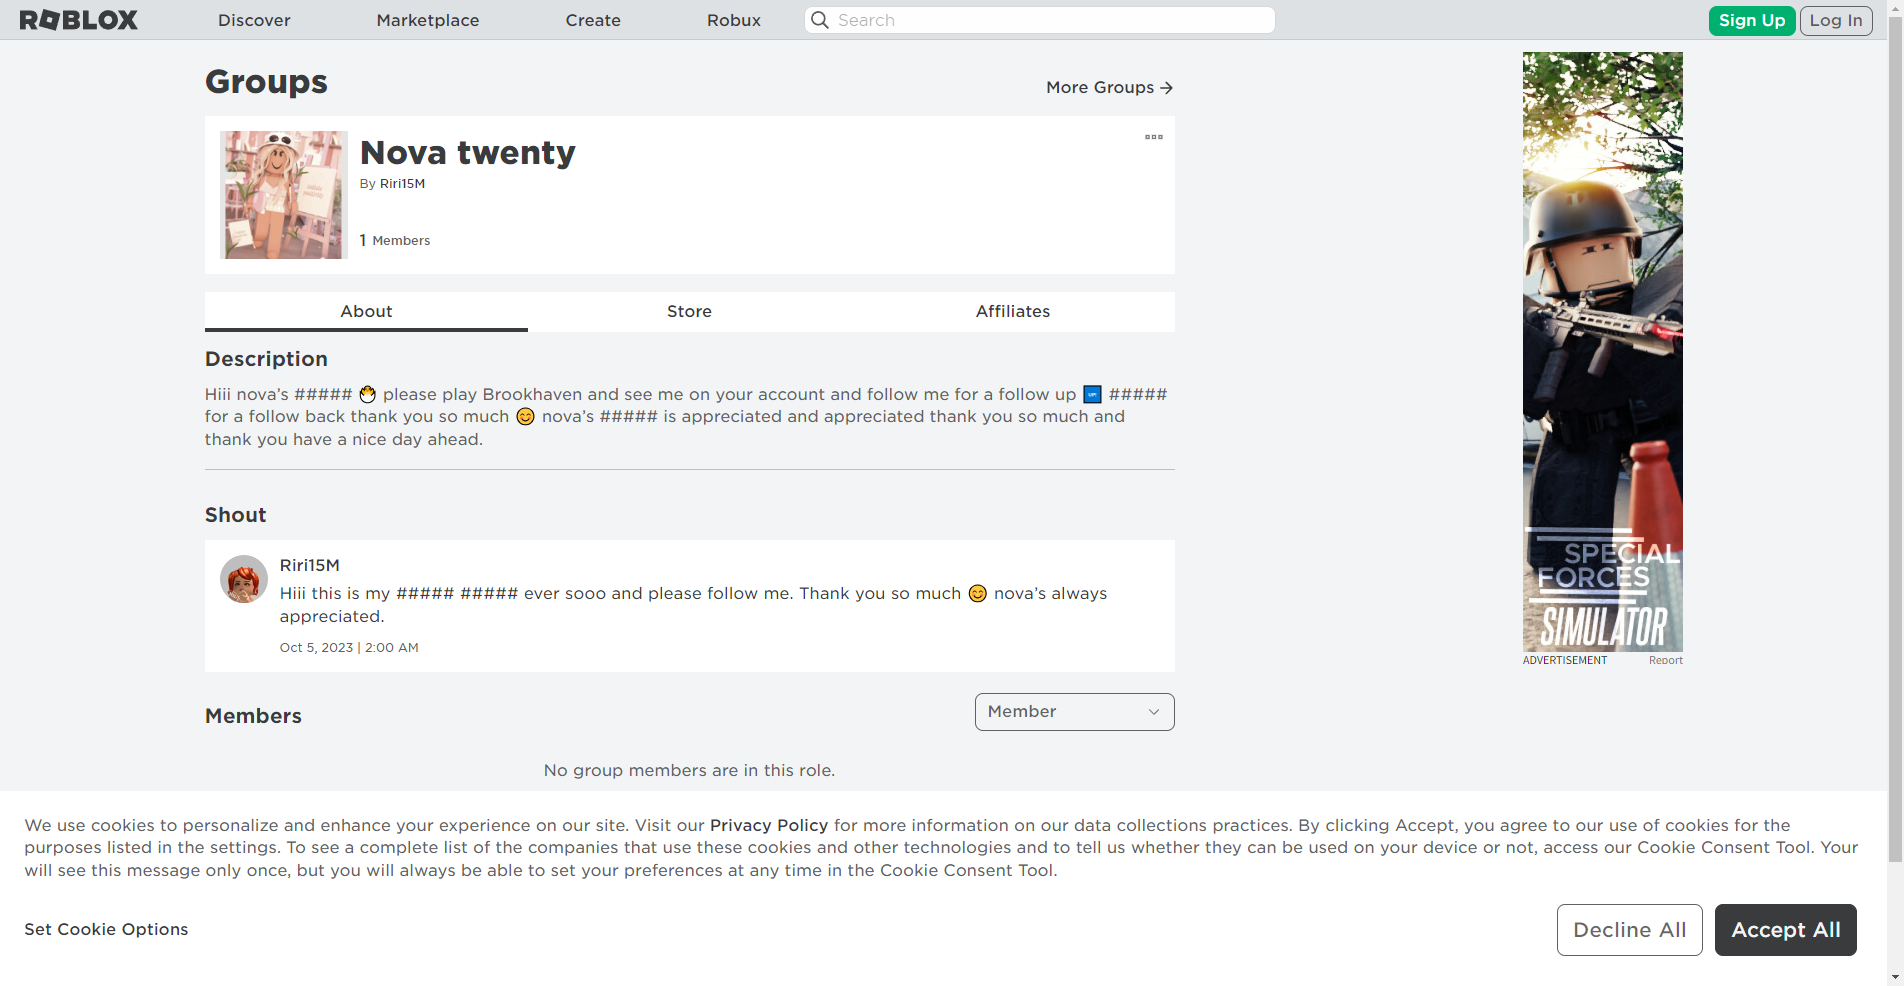 ROBLOX
Discover
Marketplace
Create
Robux
Search
Sign Up
Log In
Groups
More Groups →
Nova twenty
By Riri15M
1 Members
About
Store
Affiliates
Description
Hiii nova’s ##### 🐣 please play Brookhaven and see me on your account and follow me for a follow up 🆙 #####
for a follow back thank you so much 😊 nova’s ##### is appreciated and appreciated thank you so much and
thank you have a nice day ahead.
Shout
Riri15M
Hiii this is my ##### ##### ever sooo and please follow me. Thank you so much 😊 nova’s always
appreciated.
Oct 5, 2023 | 2:00 AM
Members
Member
No group members are in this role.
SPECIAL
FORCES
SIMULATOR
ADVERTISEMENT
Report
We use cookies to personalize and enhance your experience on our site. Visit our Privacy Policy for more information on our data collections practices. By clicking Accept, you agree to our use of cookies for the
purposes listed in the settings. To see a complete list of the companies that use these cookies and other technologies and to tell us whether they can be used on your device or not, access our Cookie Consent Tool. Your
will see this message only once, but you will always be able to set your preferences at any time in the Cookie Consent Tool.
Set Cookie Options
Decline All
Accept All